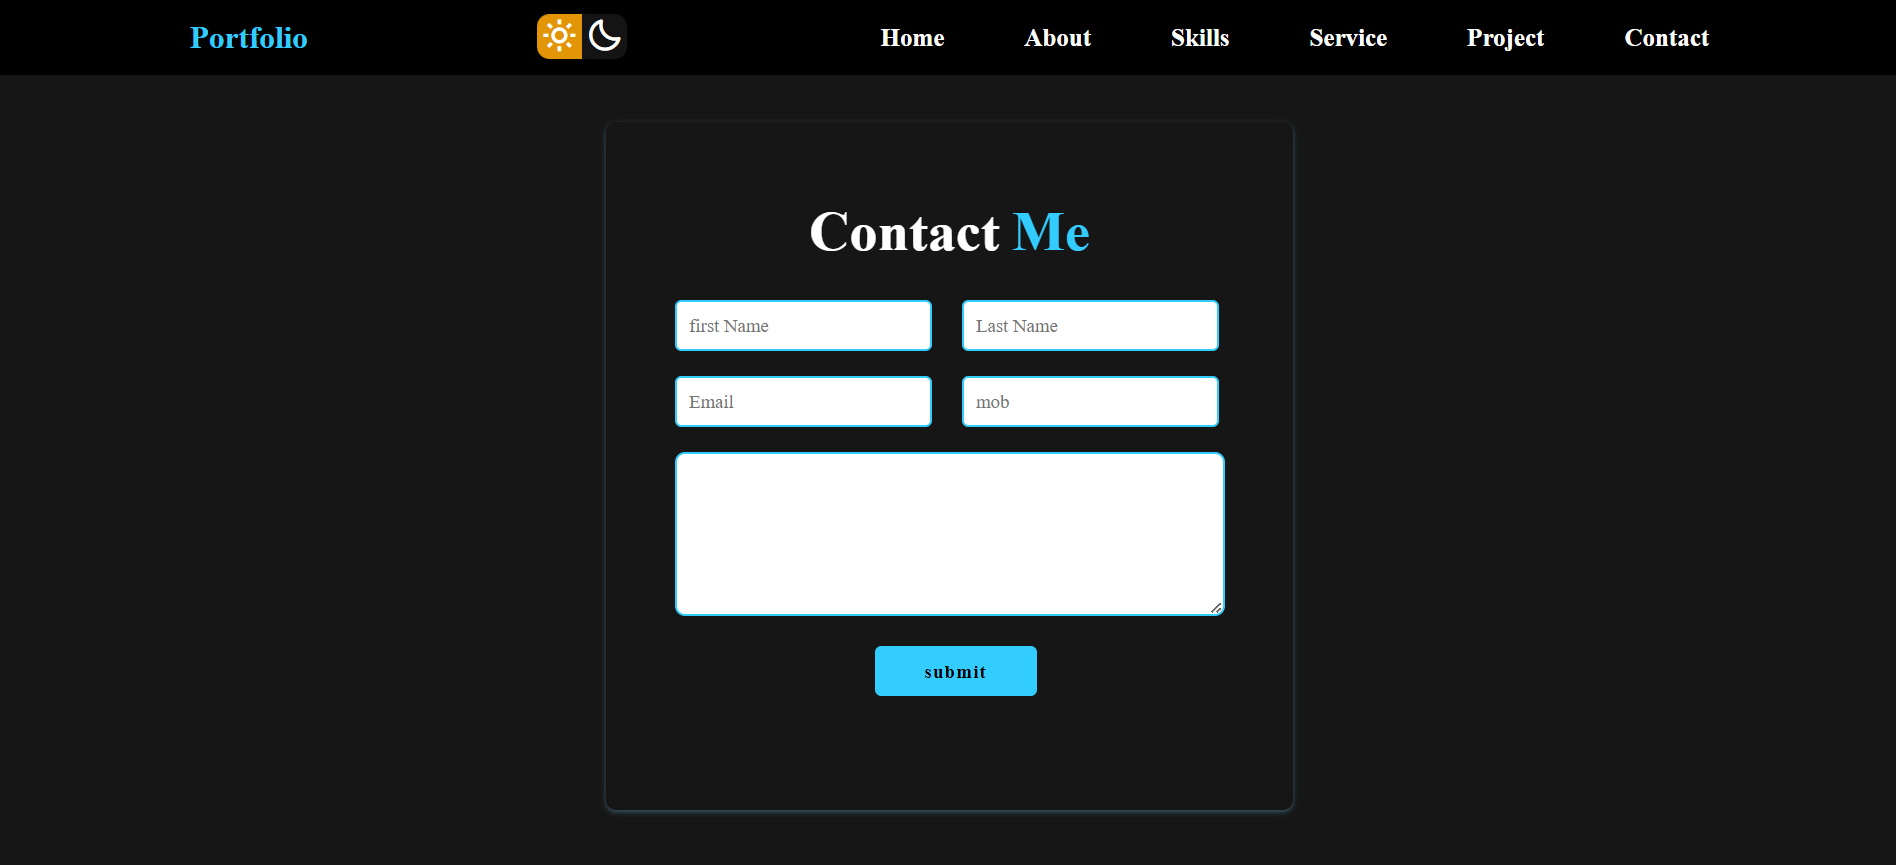 Portfolio Home About Skills Service Project Contact
Contact Me
first Name Last Name
Email mob
submit